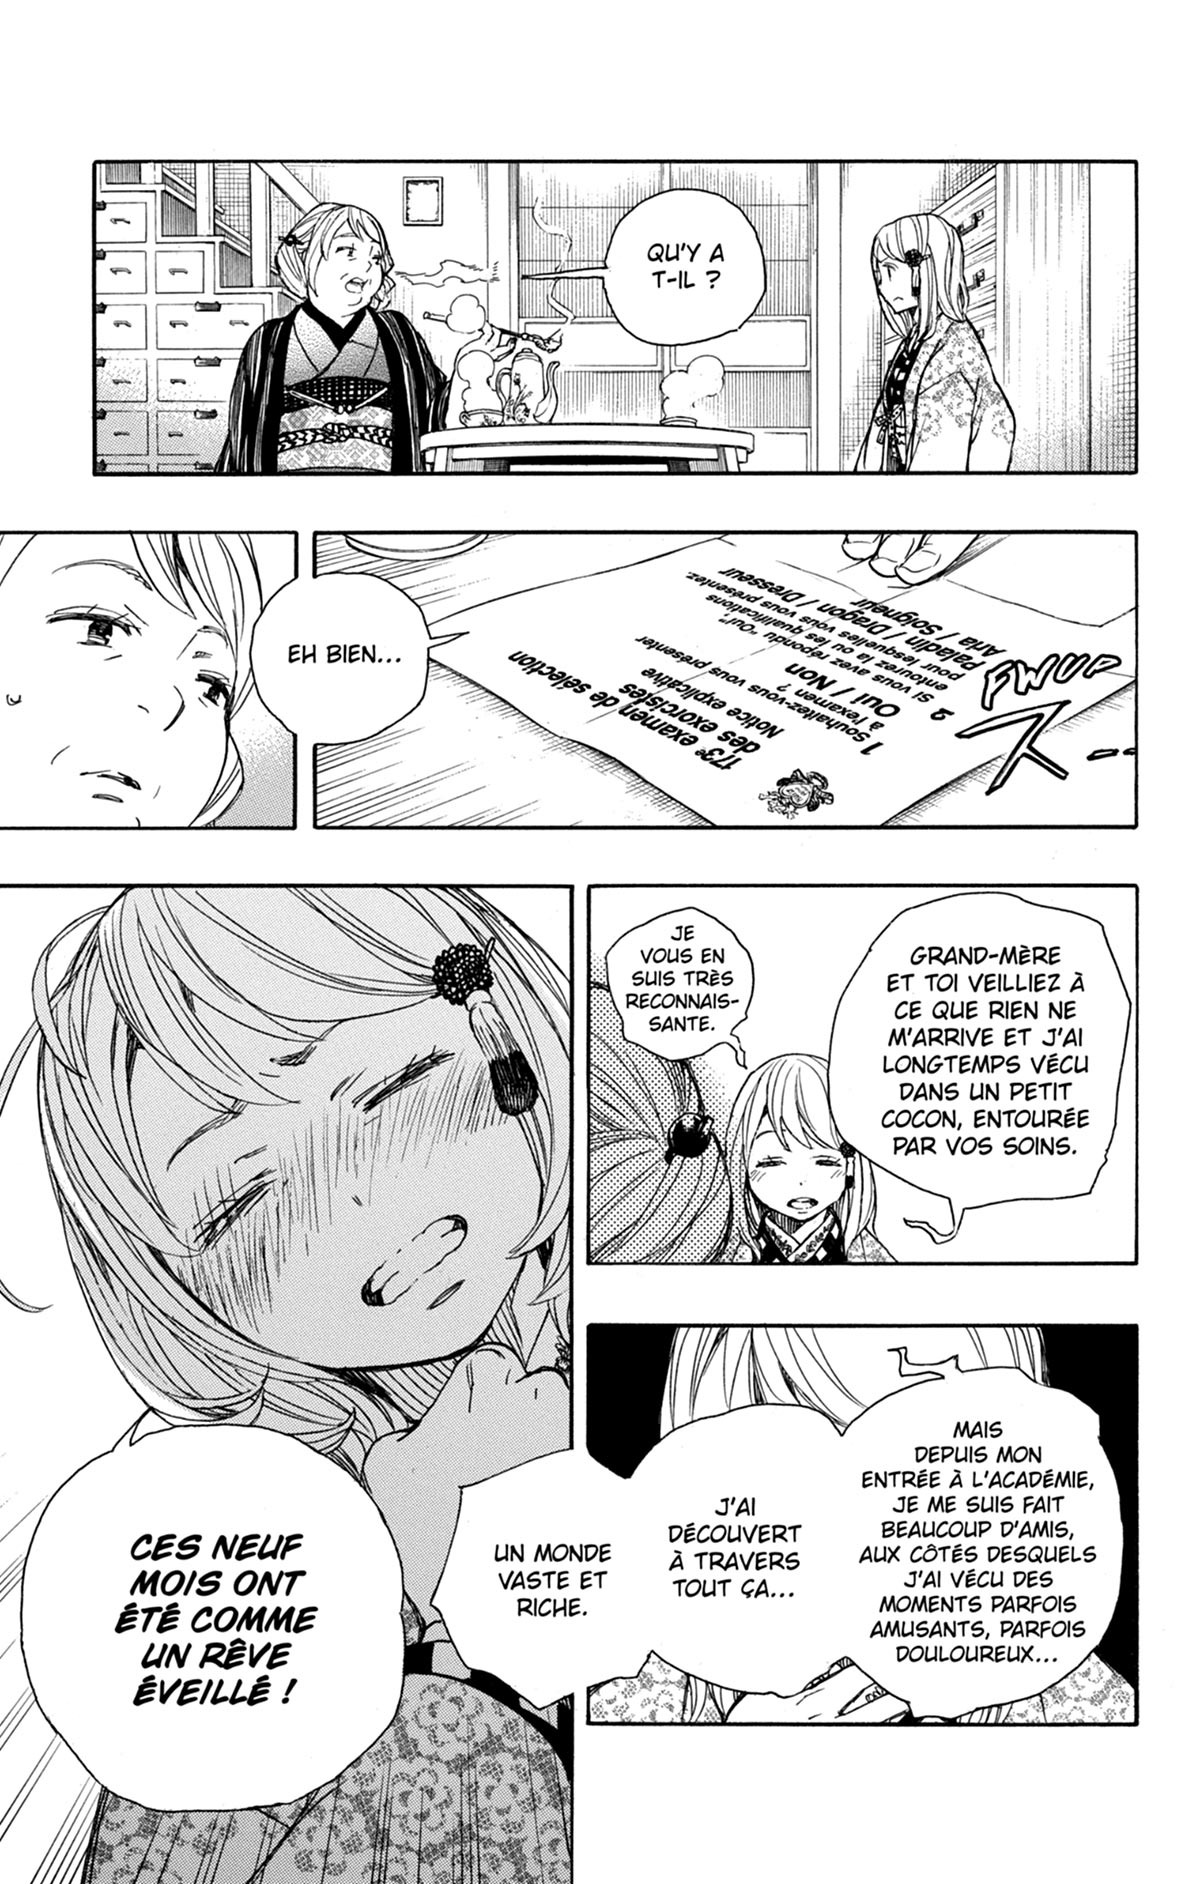 QU'Y A
T-IL ?
173e examen de sélection
des exorcistes
Notice explicative
1 Souhaitez-vous vous présenter
à l'examen ?
Oui / Non
2 Si vous avez répondu "Oui",
entourez la ou les qualifications
pour lesquelles vous vous présentez.
Paladin / Dragon / Dresseur
Aria / Soigneur
FWUP
ス
EH BIEN...
GRAND-MÈRE
ET TOI VEILLIEZ À
CE QUE RIEN NE
M'ARRIVE ET J'AI
LONGTEMPS VÉCU
DANS UN PETIT
COCON, ENTOURÉE
PAR VOS SOINS.
JE
VOUS EN
SUIS TRÈS
RECONNAIS-
SANTE.
MAIS
DEPUIS MON
ENTRÉE À L'ACADÉMIE,
JE ME SUIS FAIT
BEAUCOUP D'AMIS,
AUX CÔTÉS DESQUELS
J'AI VÉCU DES
MOMENTS PARFOIS
AMUSANTS, PARFOIS
DOULOUREUX...
J'AI
DÉCOUVERT
À TRAVERS
TOUT ÇA...
UN MONDE
VASTE ET
RICHE.
CES NEUF
MOIS ONT
ÉTÉ COMME
UN RÊVE
ÉVEILLÉ !